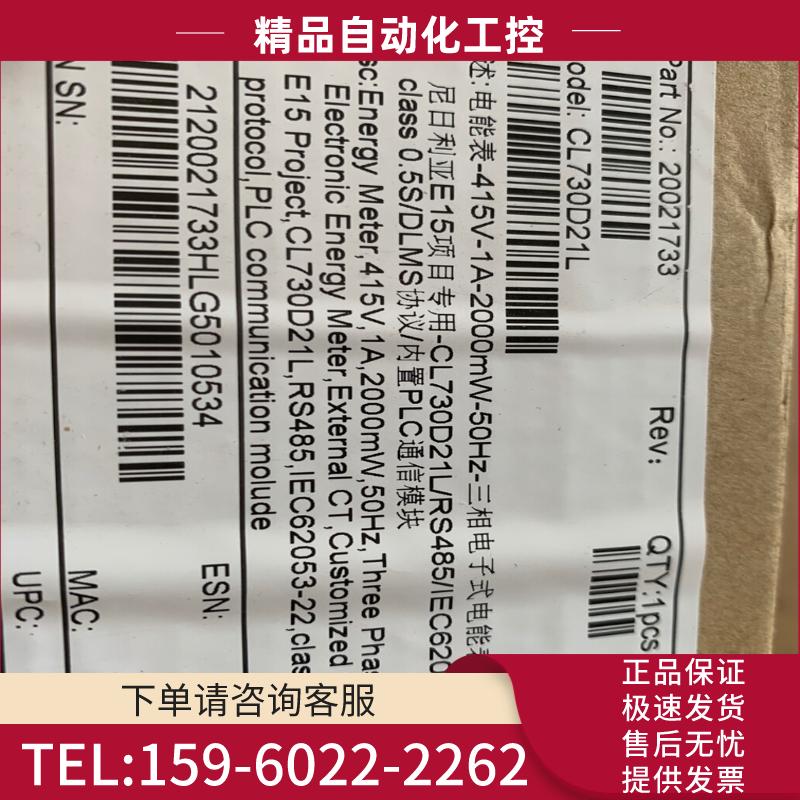 精品自动化工控
Part No.: 20021733
odel: CL730D21L
Rev:
QTY:1pcs
述:电能表-415V-1A-2000mW-50Hz-三相电子式电能表
尼日利亚E15项目专用-CL730D21L/RS485/IEC620
class 0.5S/DLMS协议/内置PLC通信模块
sc:Energy Meter,415V,1A,2000mW,50Hz,Three Phas
Electronic Energy Meter,External CT,Customized
E15 Project,CL730D21L,RS485,IEC62053-22,clas
protocol,PLC communication molude
2120021733HLG5010534
ESN:
N SN:
MAC:
UPC:
下单请咨询客服
TEL:159-6022-2262
正品保证
极速发货
售后无忧
提供发票